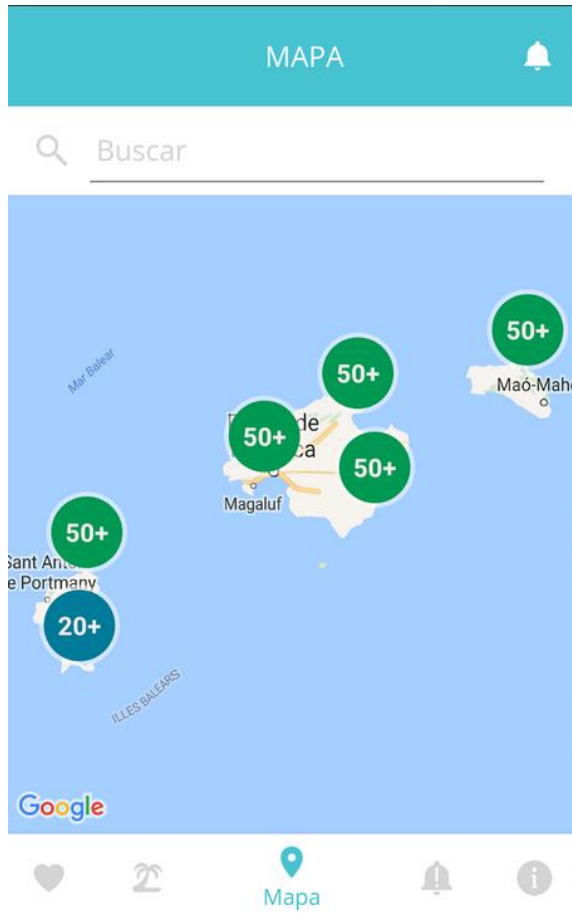 MAPA
Buscar
50+
Mar Balear
50+
Maó-Mah
de
50+
ca
50+
Magaluf
50+
Sant Ant
e Portmany
20+
ILLES BALEARS
Google
Mapa